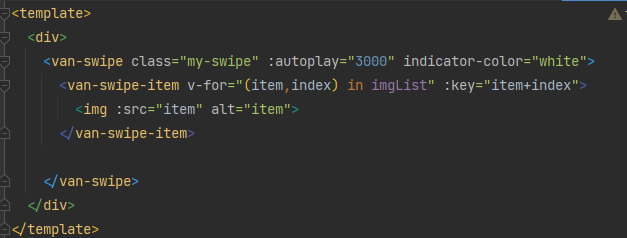 <template>
<div>
<van-swipe class="my-swipe" :autoplay="3000" indicator-color="white">
<van-swipe-item v-for="(item,index) in imgList" :key="item+index">
<img :src="item" alt="item">
</van-swipe-item>
</van-swipe>
</div>
</template>